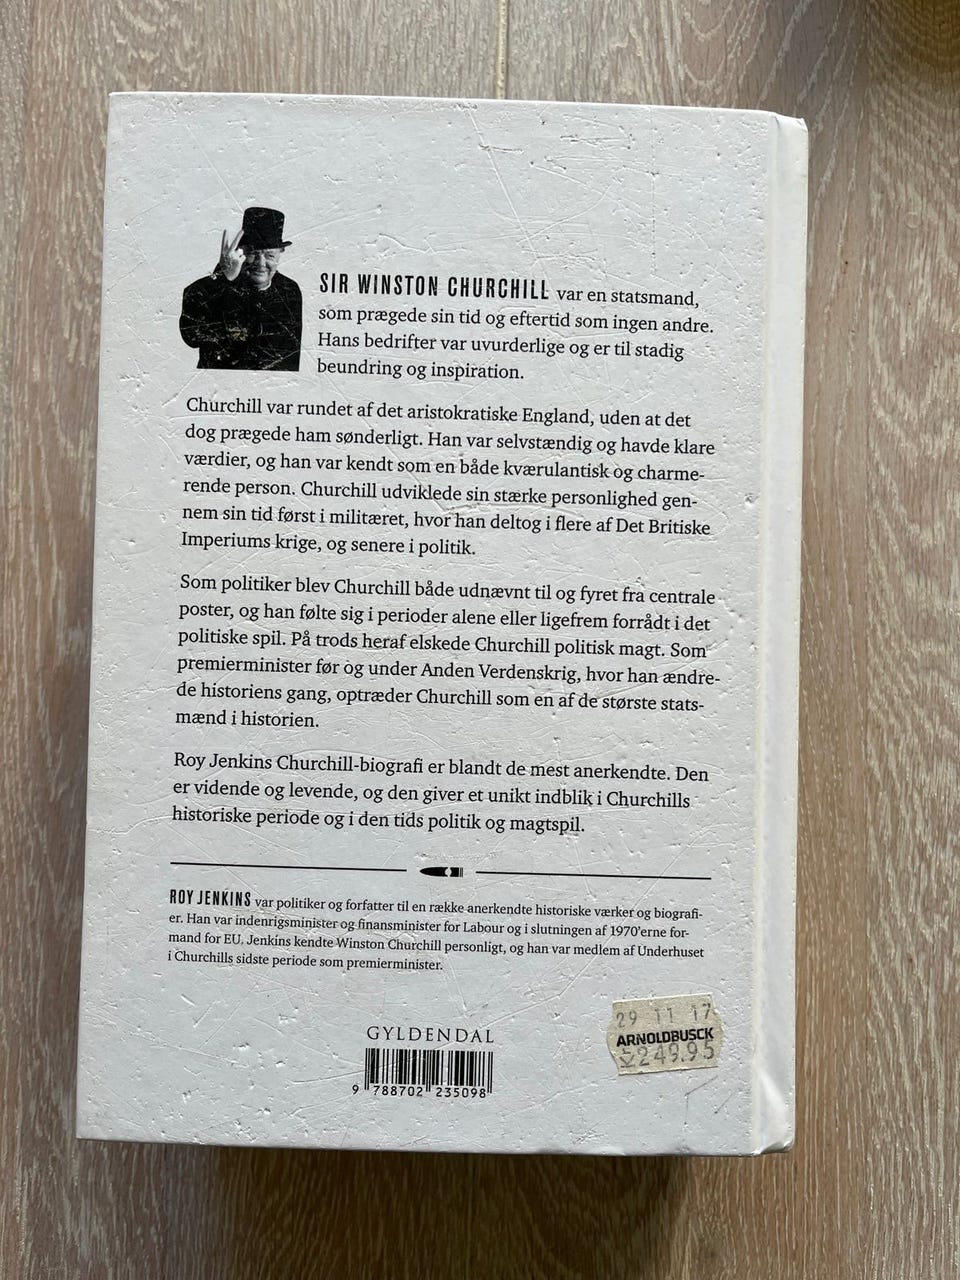 SIR WINSTON CHURCHILL var en statsmand,
som prægede sin tid og eftertid som ingen andre.
Hans bedrifter var uvurderlige og er til stadig
beundring og inspiration.
Churchill var rundet af det aristokratiske England, uden at det
dog prægede ham sønderligt. Han var selvstændig og havde klare
værdier, og han var kendt som en både kværulantisk og charme-
rende person. Churchill udviklede sin stærke personlighed gen-
nem sin tid først i militæret, hvor han deltog i flere af Det Britiske
Imperiums krige, og senere i politik.
Som politiker blev Churchill både udnævnt til og fyret fra centrale
poster, og han følte sig i perioder alene eller ligefrem forrådt i det
politiske spil. På trods heraf elskede Churchill politisk magt. Som
premierminister før og under Anden Verdenskrig, hvor han ændre-
de historiens gang, optræder Churchill som en af de største stats-
mænd i historien.
Roy Jenkins Churchill-biografi er blandt de mest anerkendte. Den
er vidende og levende, og den giver et unikt indblik i Churchills
historiske periode og i den tids politik og magtspil.
ROY JENKINS var politiker og forfatter til en række anerkendte historiske værker og biografi-
er. Han var indenrigsminister og finansminister for Labour og i slutningen af 1970'erne for-
mand for EU. Jenkins kendte Winston Churchill personligt, og han var medlem af Underhuset
i Churchills sidste periode som premierminister.
GYLDENDAL
9 788702 235098
29 11 17
ARNOLDBUSCK
249.95